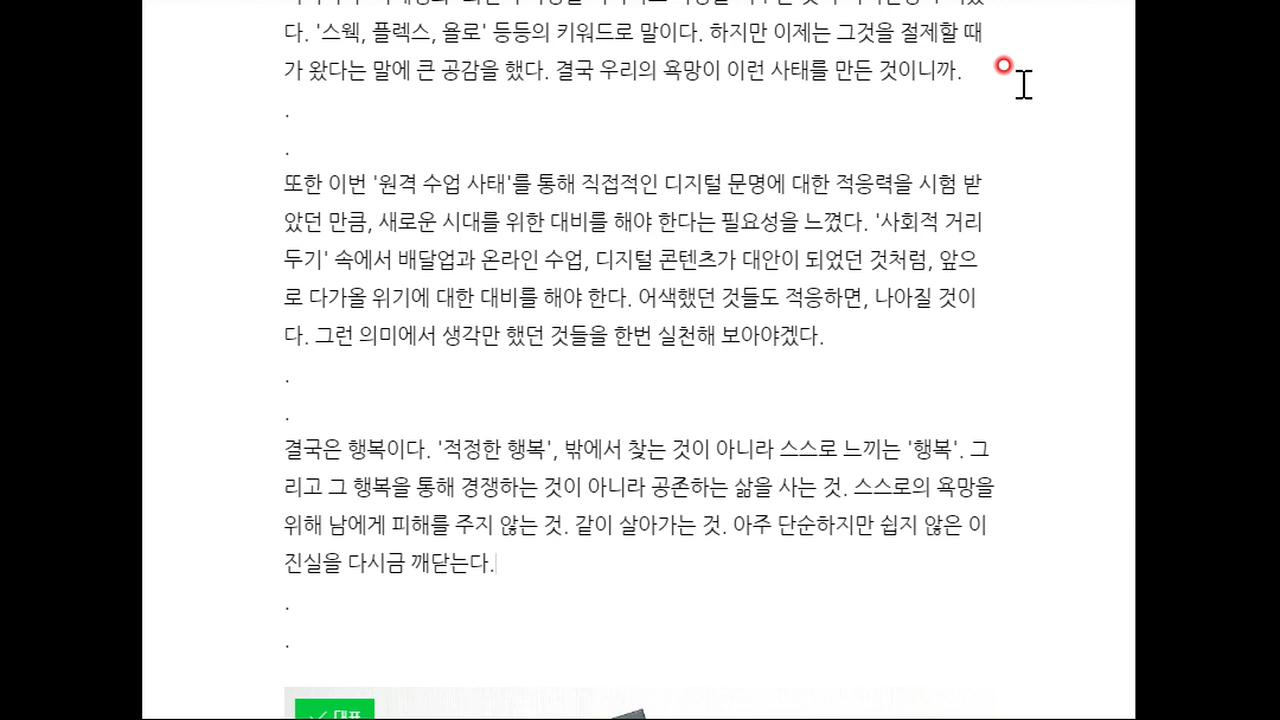 다. '스웩, 플렉스, 욜로' 등등의 키워드로 말이다. 하지만 이제는 그것을 절제할 때
가 왔다는 말에 큰 공감을 했다. 결국 우리의 욕망이 이런 사태를 만든 것이니까.
.
.
또한 이번 '원격 수업 사태'를 통해 직접적인 디지털 문명에 대한 적응력을 시험 받
았던 만큼, 새로운 시대를 위한 대비를 해야 한다는 필요성을 느꼈다. '사회적 거리
두기' 속에서 배달업과 온라인 수업, 디지털 콘텐츠가 대안이 되었던 것처럼, 앞으
로 다가올 위기에 대한 대비를 해야 한다. 어색했던 것들도 적응하면, 나아질 것이
다. 그런 의미에서 생각만 했던 것들을 한번 실천해 보아야겠다.
.
.
결국은 행복이다. '적정한 행복', 밖에서 찾는 것이 아니라 스스로 느끼는 '행복'. 그
리고 그 행복을 통해 경쟁하는 것이 아니라 공존하는 삶을 사는 것. 스스로의 욕망을
위해 남에게 피해를 주지 않는 것. 같이 살아가는 것. 아주 단순하지만 쉽지 않은 이
진실을 다시금 깨닫는다.
.
.
대표